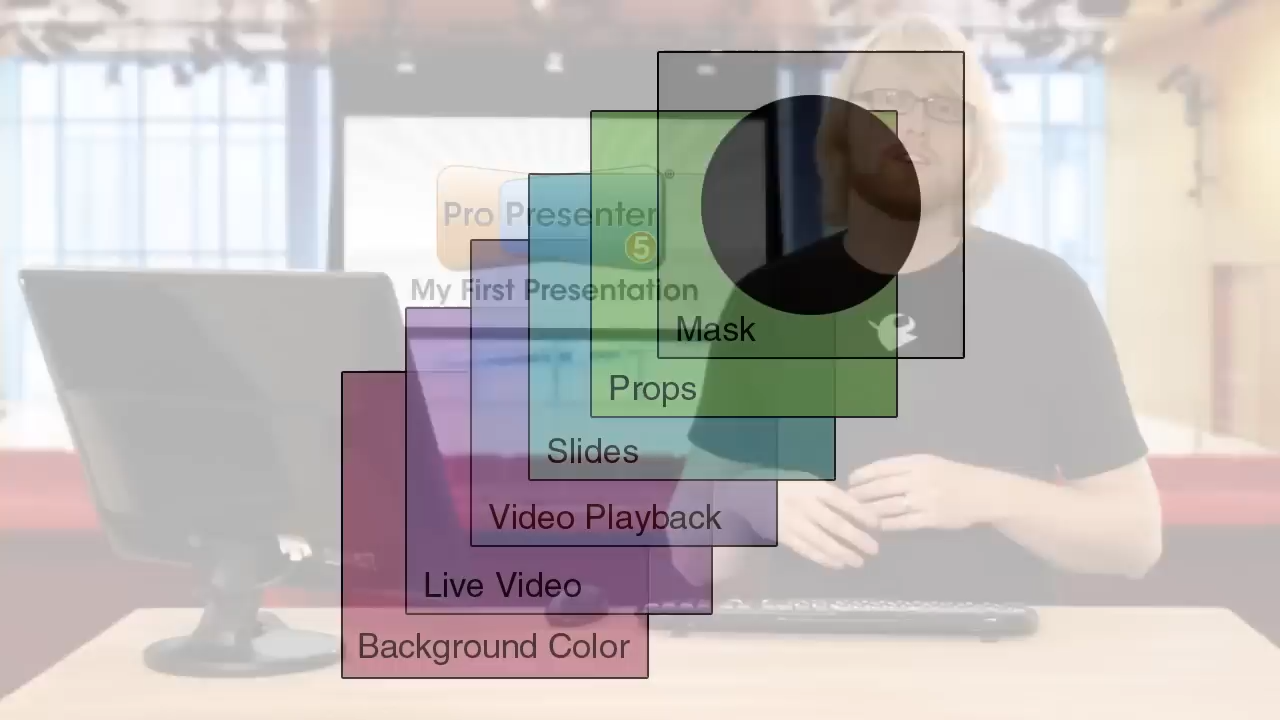 Pro Presenter
5
My First Presentation
Mask
Props
Slides
Video Playback
Live Video
Background Color